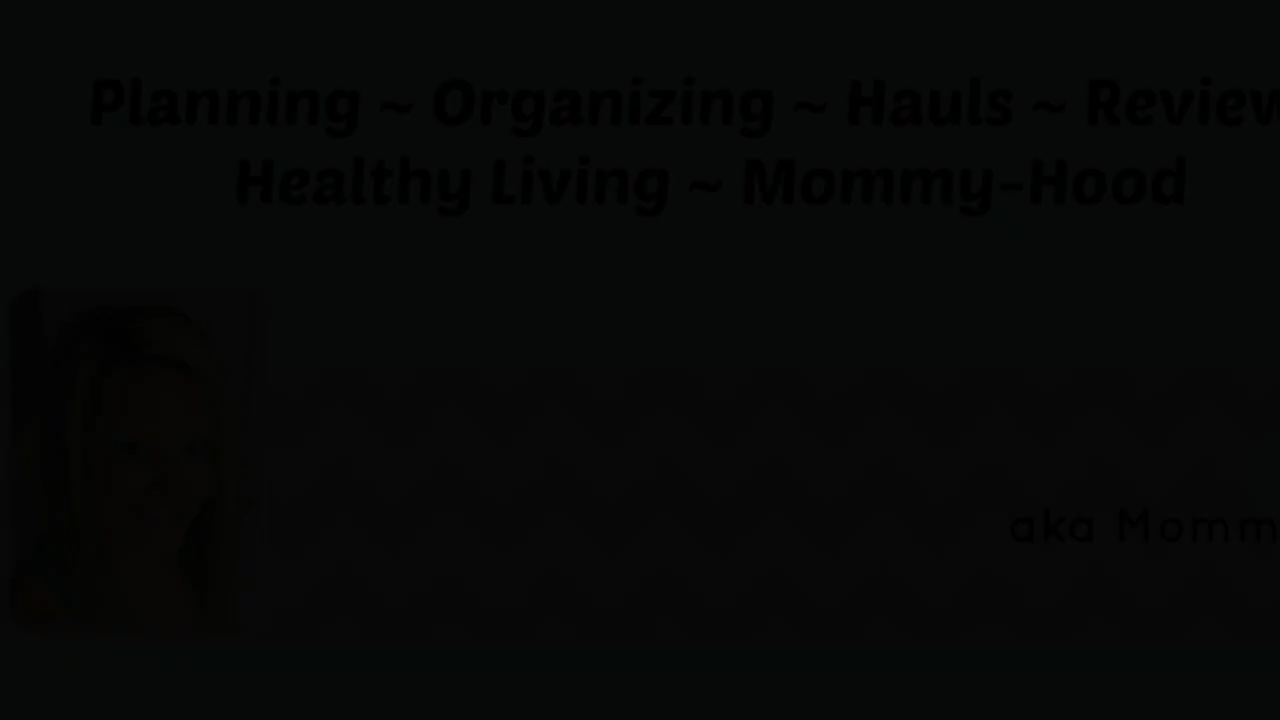 Planning ~ Organizing ~ Hauls ~ Review
Healthy Living ~ Mommy-Hood
aka Momm